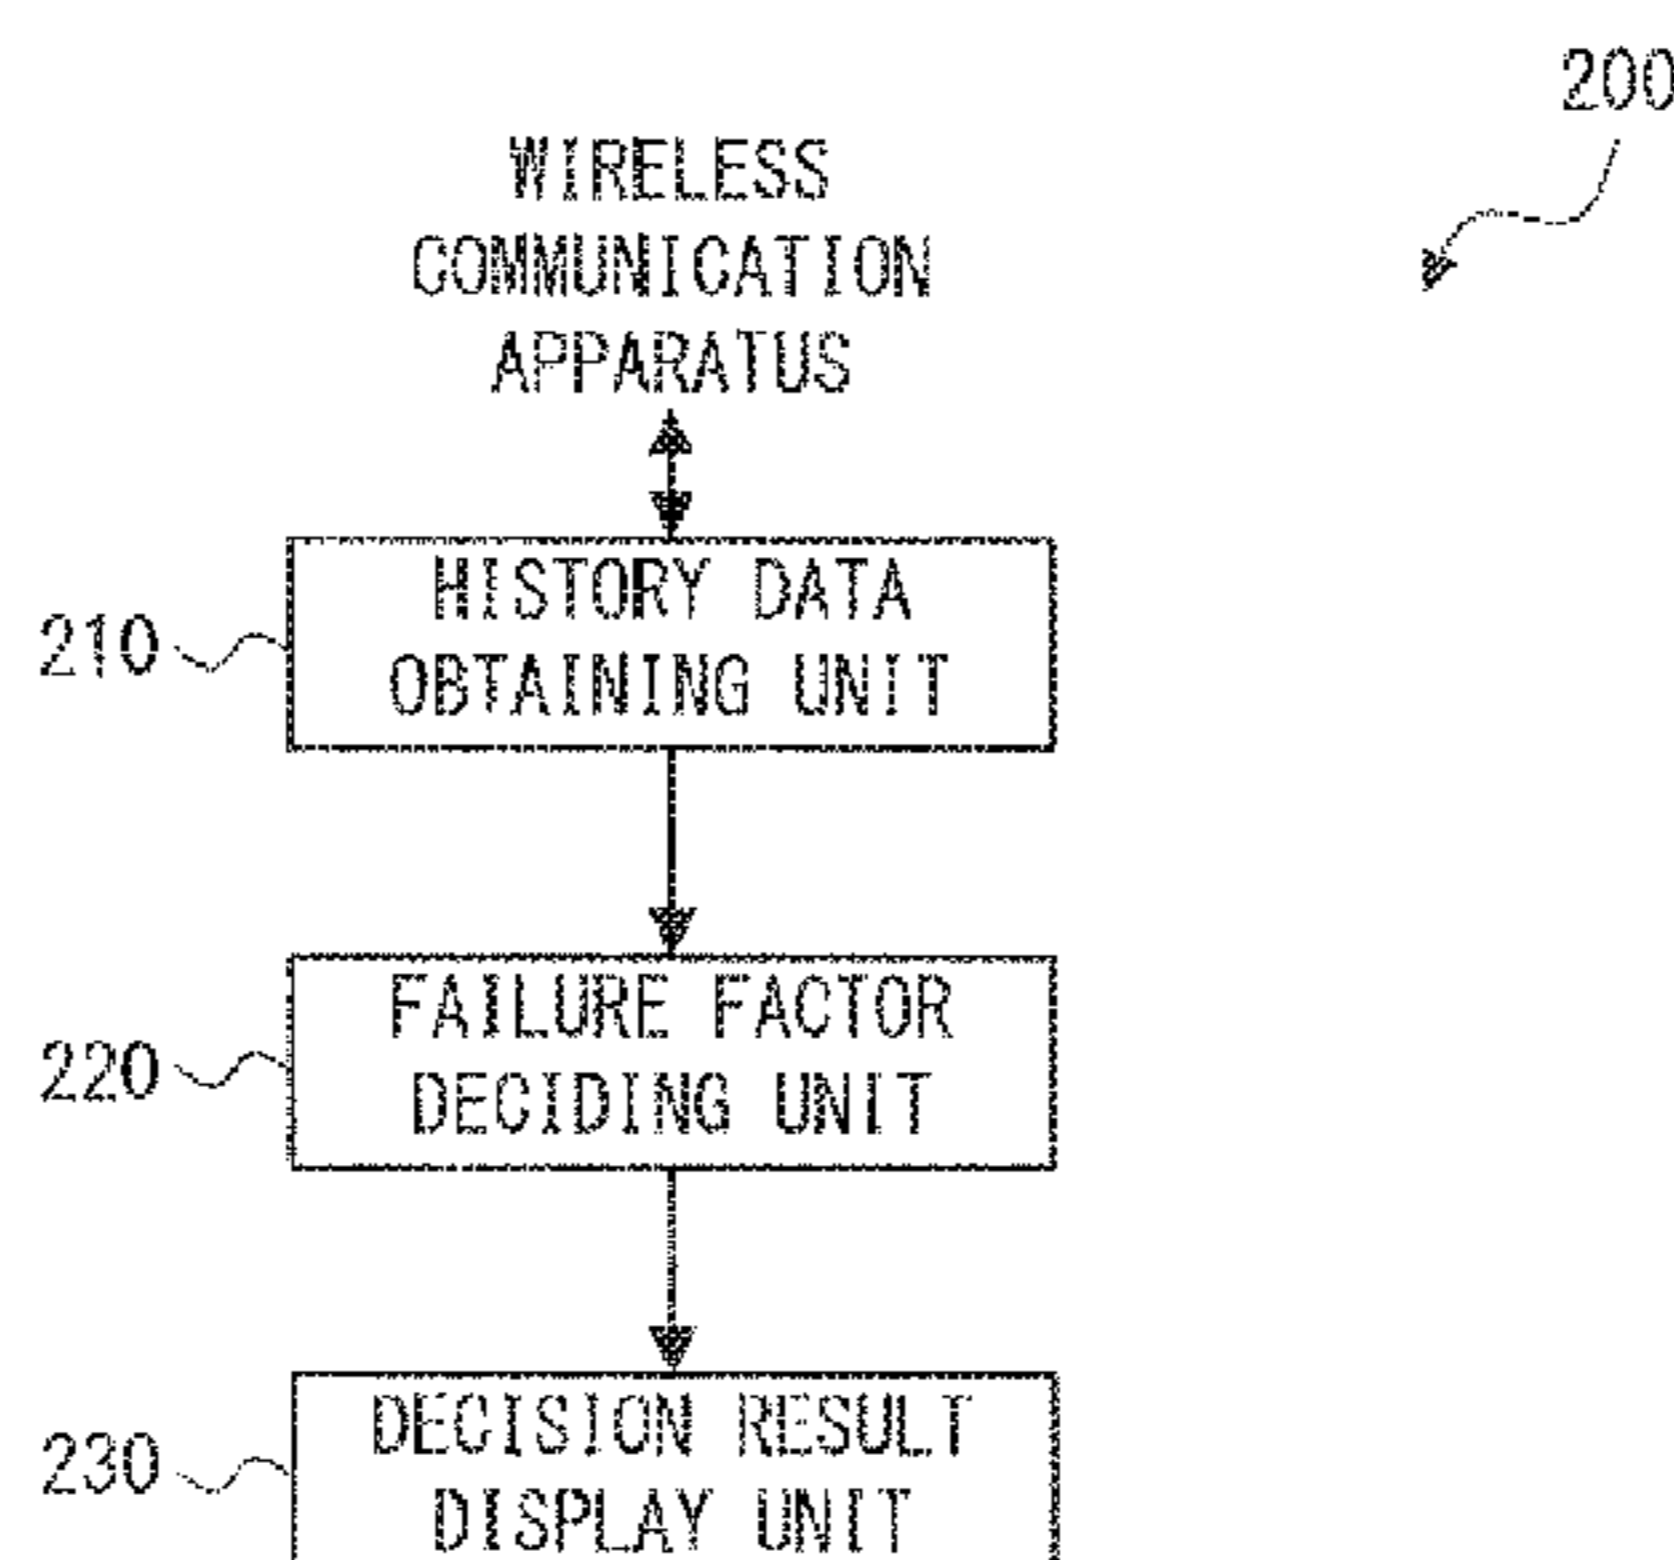 200
WIRELESS
COMMUNICATION
APPARATUS
HISTORY DATA
210
OBTAINING UNIT
FAILURE FACTOR
220
DECIDING UNIT
DECISION RESULT
230
DISPLAY UNIT